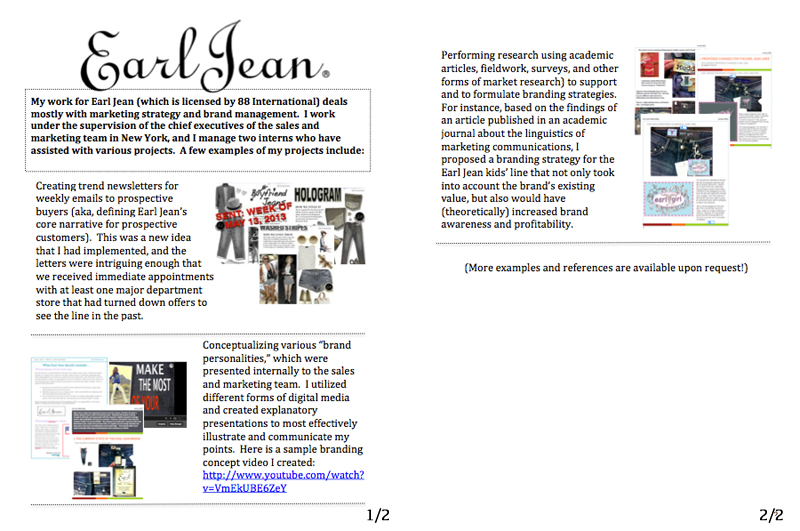 Earl Jean®
My work for Earl Jean (which is licensed by 88 International) deals
mostly with marketing strategy and brand management.  I work
under the supervision of the chief executives of the sales and
marketing team in New York, and I manage two interns who have
assisted with various projects.  A few examples of my projects include:
Creating trend newsletters for
weekly emails to prospective
buyers (aka, defining Earl Jean’s
core narrative for prospective
customers).  This was a new idea
that I had implemented, and the
letters were intriguing enough that
we received immediate appointments
with at least one major department
store that had turned down offers to
see the line in the past.
Boyfriend
Jeans
HOLOGRAM
SENT: WEEK OF
MAY 13, 2013
WASHED STRIPES
MAKE
THE MOST
OF YOUR
Conceptualizing various “brand
personalities,” which were
presented internally to the sales
and marketing team.  I utilized
different forms of digital media
and created explanatory
presentations to most effectively
illustrate and communicate my
points.  Here is a sample branding
concept video I created:
http://www.youtube.com/watch?
v=VmEkUBE6ZeY
1/2
Performing research using academic
articles, fieldwork, surveys, and other
forms of market research) to support
and to formulate branding strategies.
For instance, based on the findings of
an article published in an academic
journal about the linguistics of
marketing communications, I
proposed a branding strategy for the
Earl Jean kids’ line that not only took
into account the brand’s existing
value, but also would have
(theoretically) increased brand
awareness and profitability.
earl girl
(More examples and references are available upon request!)
2/2